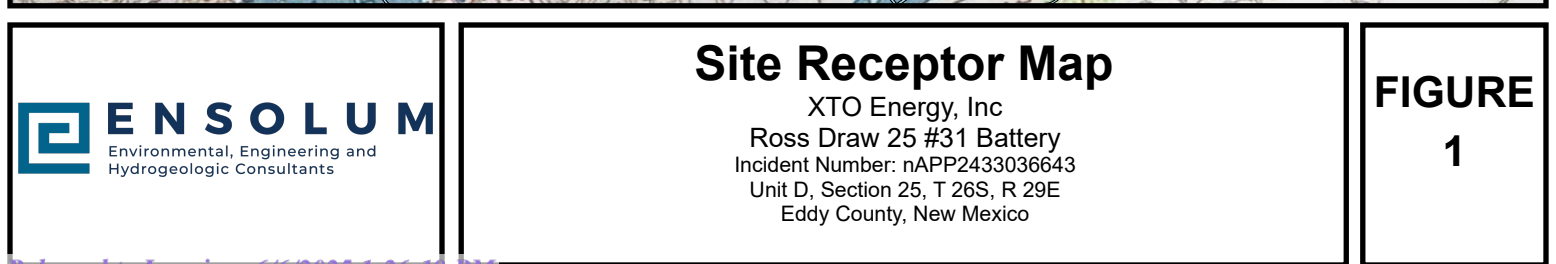 ENSOLUM
Environmental, Engineering and
Hydrogeologic Consultants
Site Receptor Map
XTO Energy, Inc
Ross Draw 25 #31 Battery
Incident Number: nAPP2433036643
Unit D, Section 25, T 26S, R 29E
Eddy County, New Mexico
FIGURE
1